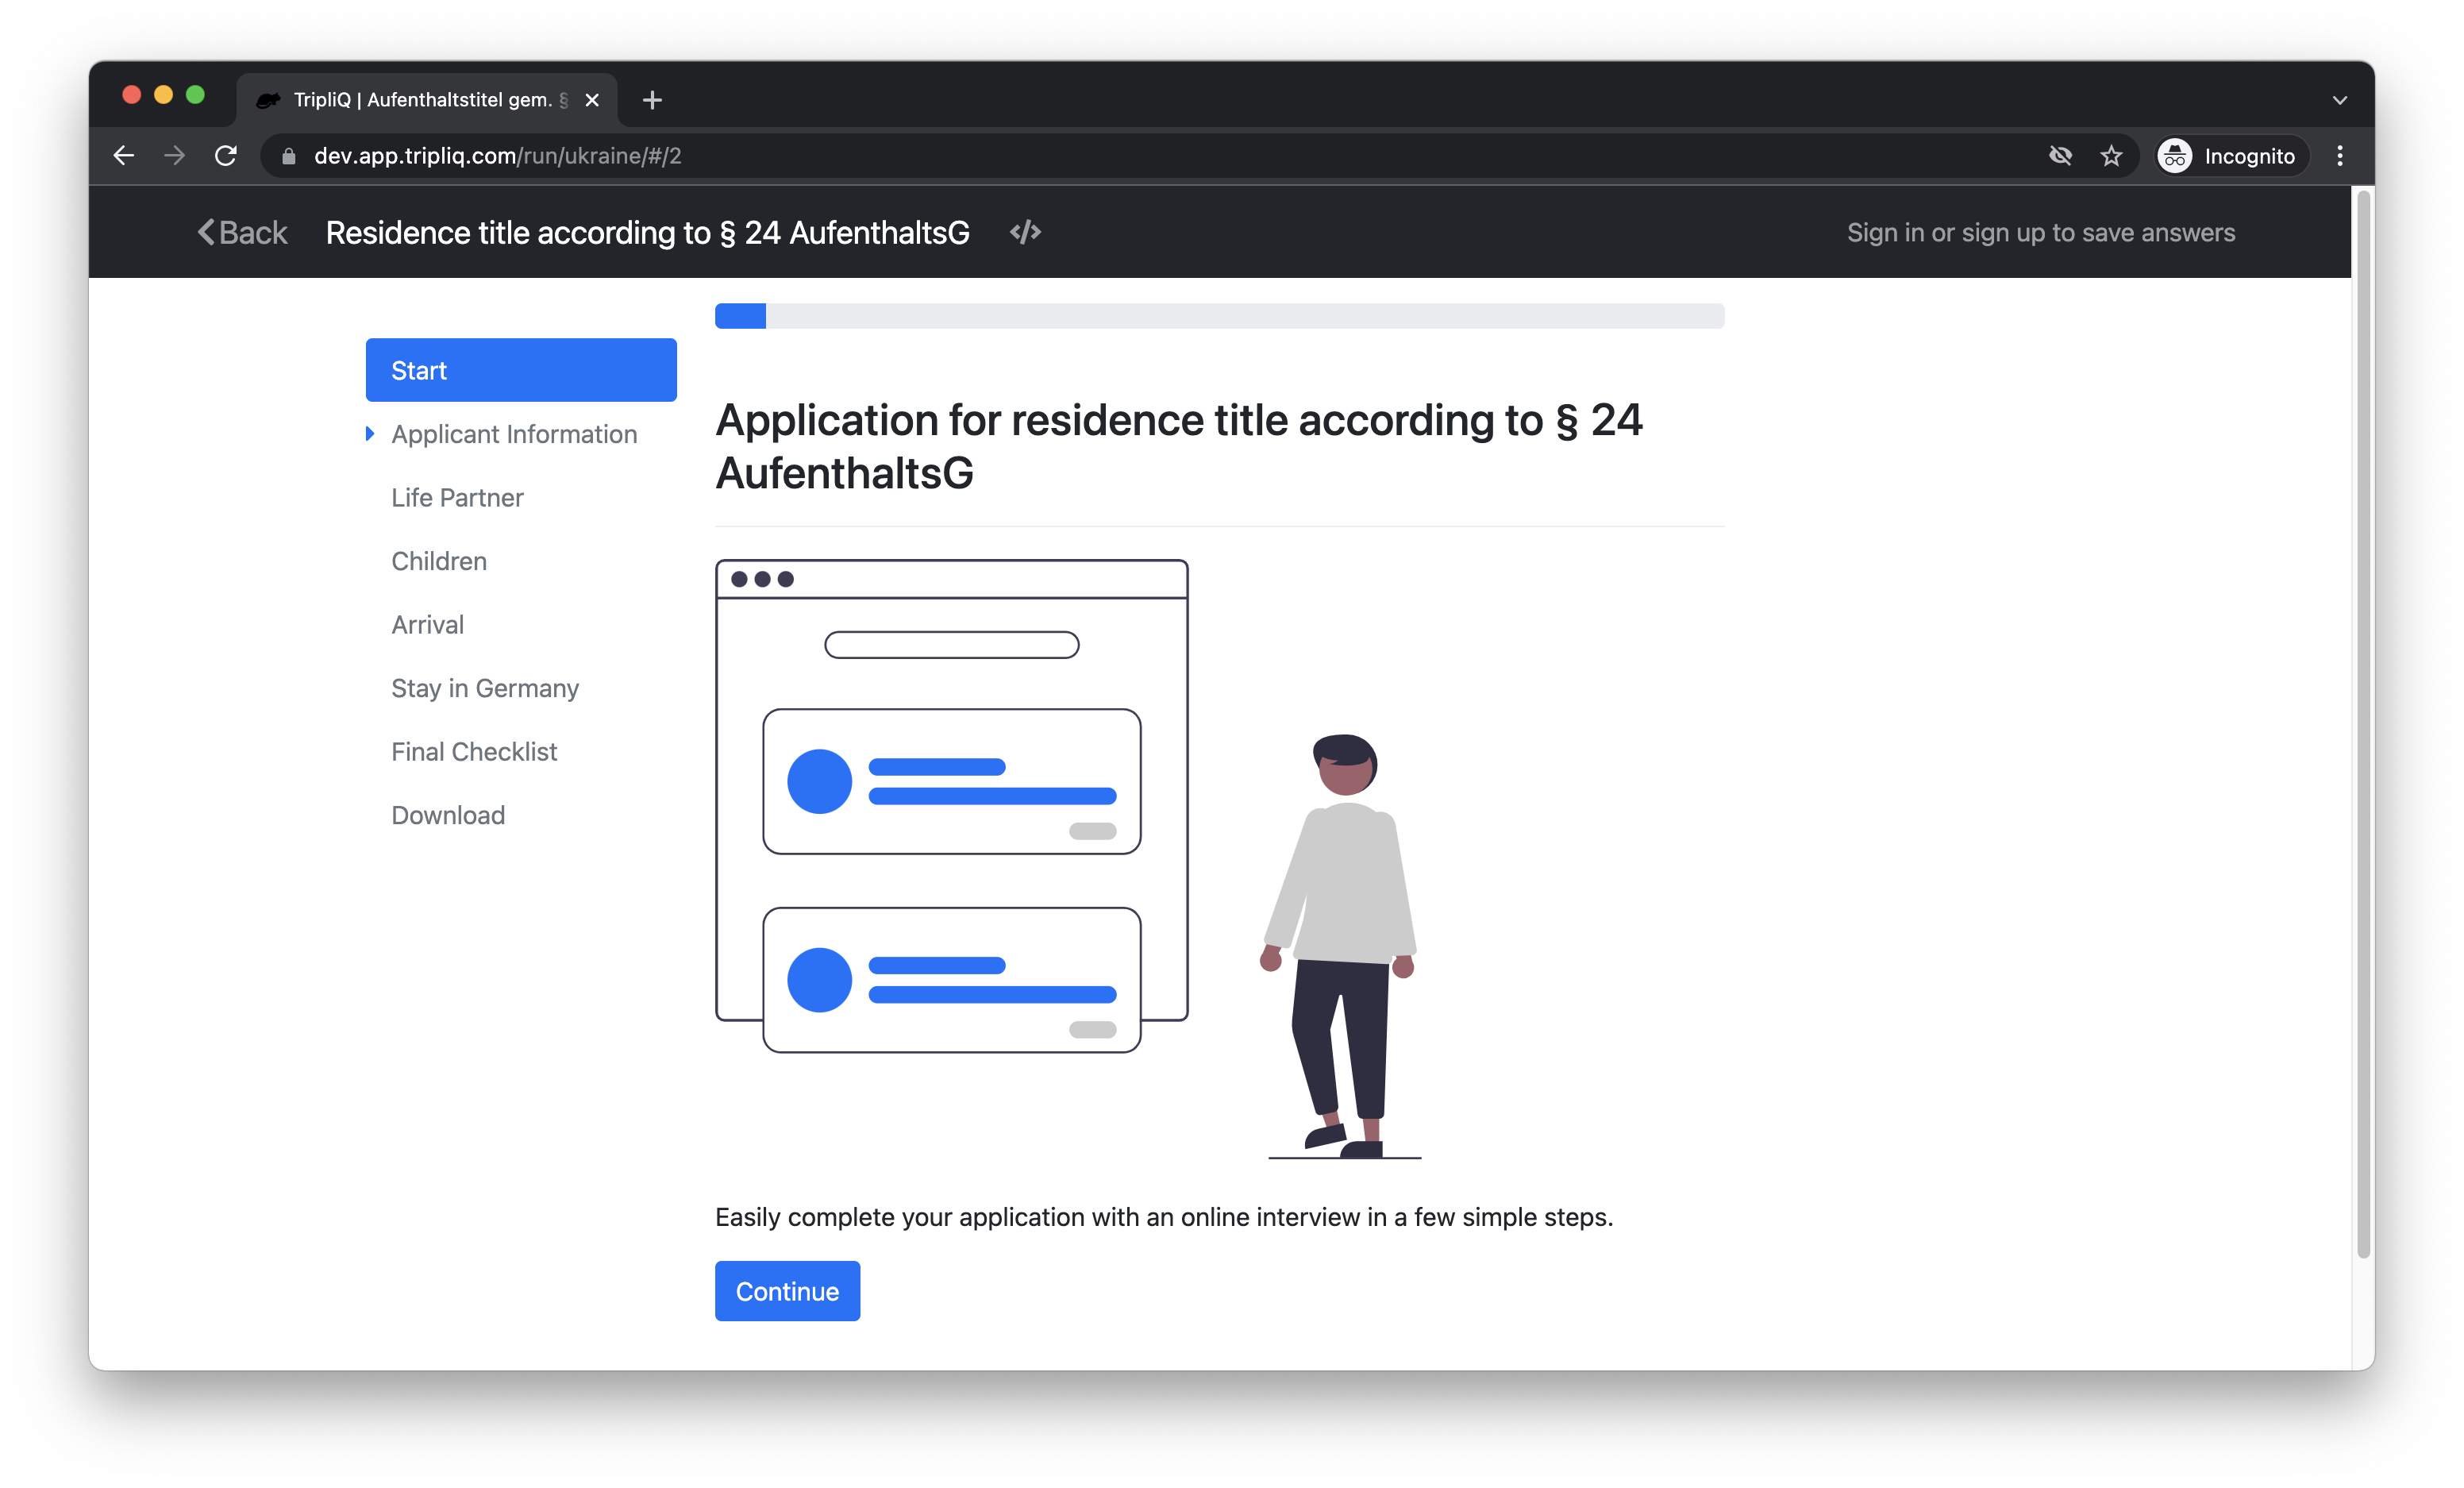 TripliQ | Aufenthaltstitel gem. §
dev.app.tripliq.com/run/ukraine/#/2
Incognito
Back
Residence title according to § 24 AufenthaltsG
</>
Sign in or sign up to save answers
Start
Applicant Information
Life Partner
Children
Arrival
Stay in Germany
Final Checklist
Download
Application for residence title according to § 24
AufenthaltsG
Easily complete your application with an online interview in a few simple steps.
Continue